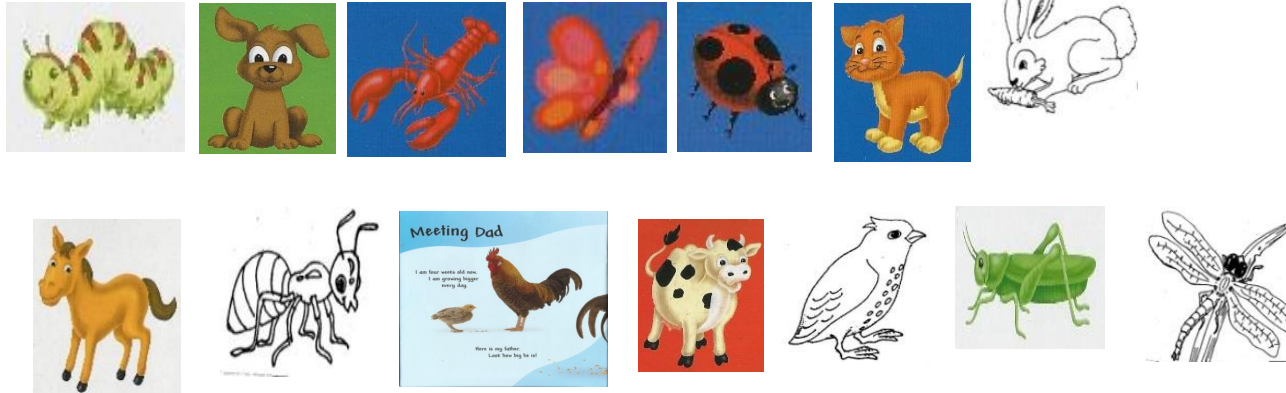 Meeting Dad
I am four weeks old now.
I am growing bigger
every day.
Here is my father.
Look how big he is!